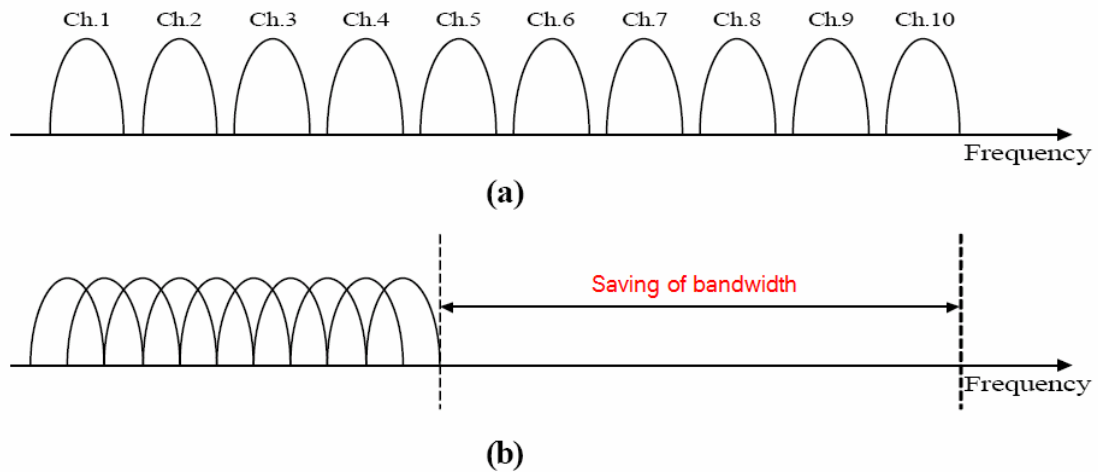 Ch.1 Ch.2 Ch.3 Ch.4 Ch.5 Ch.6 Ch.7 Ch.8 Ch.9 Ch.10
Frequency
(a)
Saving of bandwidth
Frequency
(b)